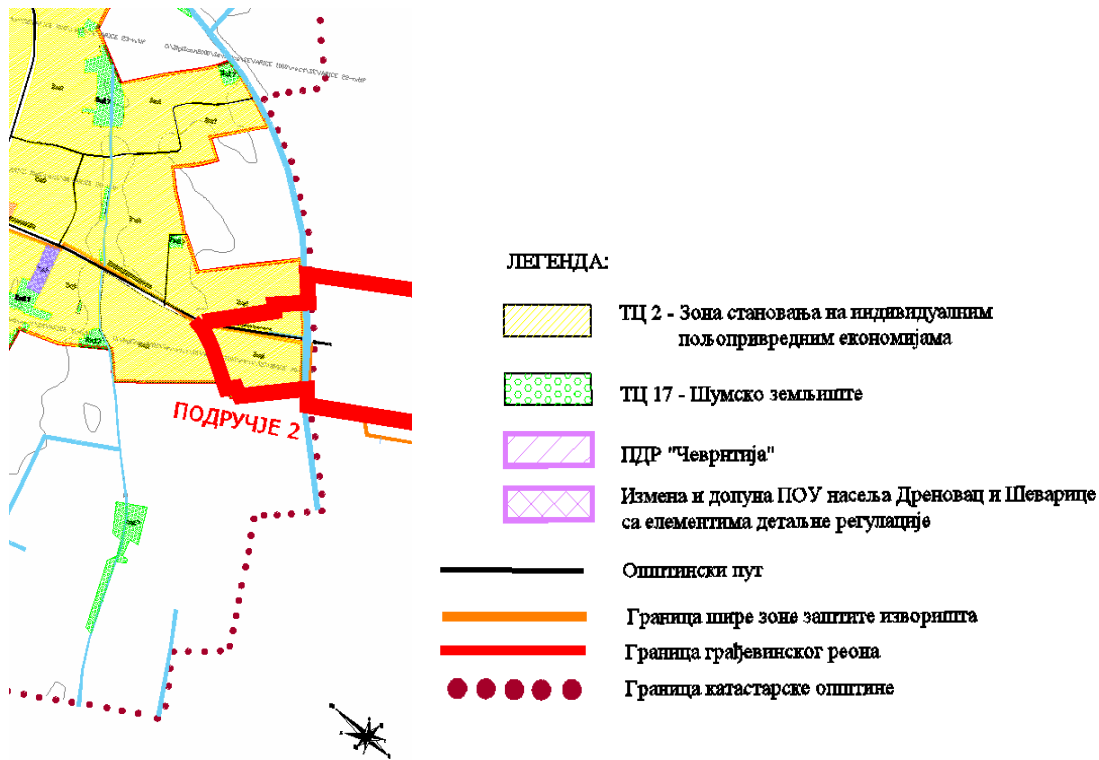 ПОДРУЧЈЕ 2
ЛЕГЕНДА:
ТЦ 2 - Зона становања на индивидуалним
пољопривредним економијама
ТЦ 17 - Шумско земљиште
ПДР "Чеврнтија"
Измена и допуна ПОУ насеља Дреновац и Шеварице
са елементима детаљне регулације
Општински пут
Граница шире зоне заштите изворишта
Граница грађевинског реона
Граница катастарске општине